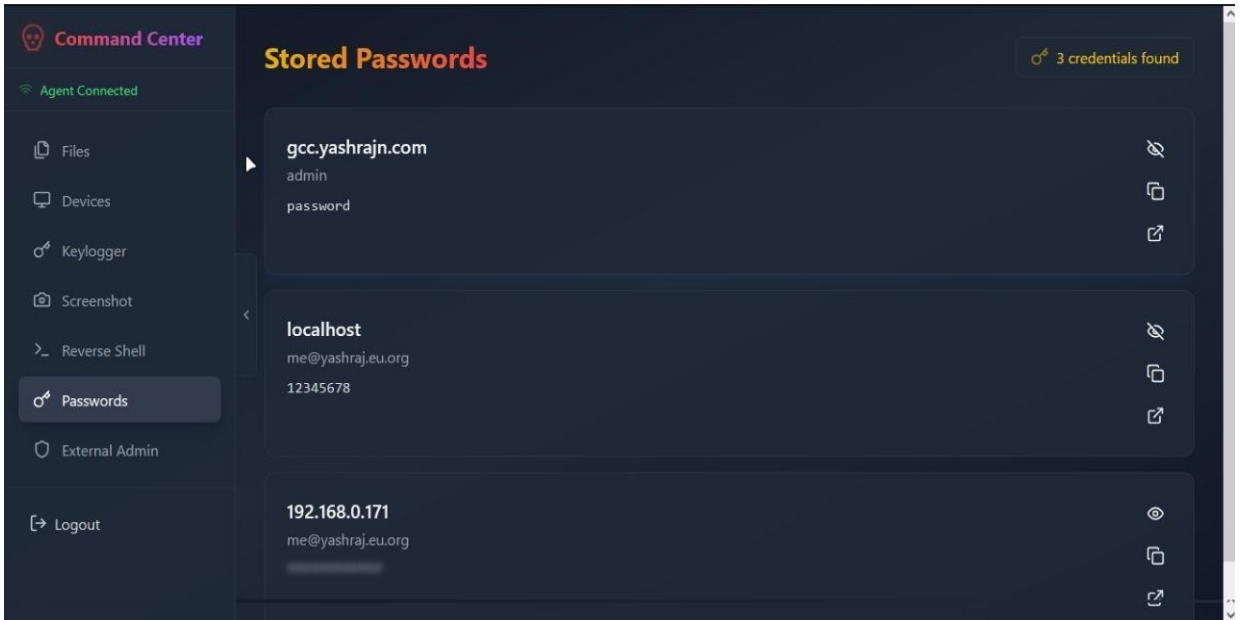 Command Center
Agent Connected
Files
Devices
Keylogger
Screenshot
Reverse Shell
Passwords
External Admin
Logout
Stored Passwords
3 credentials found
gcc.yashrajn.com
admin
password
localhost
me@yashraj.eu.org
12345678
192.168.0.171
me@yashraj.eu.org